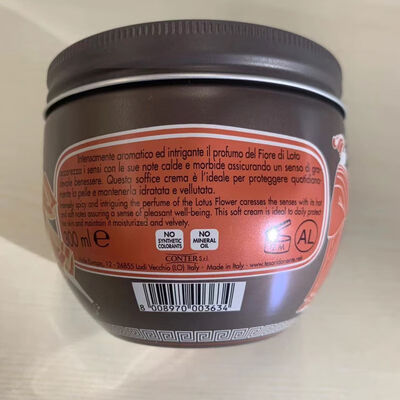 Intensamente aromatico ed intrigante il profumo del Fiore di Loto
accarezza i sensi con le sue note calde e morbide assicurando un senso di gra-
devole benessere. Questa soffice crema è l'ideale per proteggere quotidiana-
mente la pelle e mantenerla idratata e vellutata.
Intensely spicy and intriguing the perfume of the Lotus Flower caresses the senses with its hot
and soft notes assuring a sense of pleasant well-being. This soft cream is ideal to daily protect
skin and maintain it moisturized and velvety.
300 ml e
NO SYNTHETIC COLORANTS
NO MINERAL OIL
AL
CONTER S.r.l.
12 - 26855 Lodi Vecchio (LO) Italy - Made in Italy
8 008970 003634